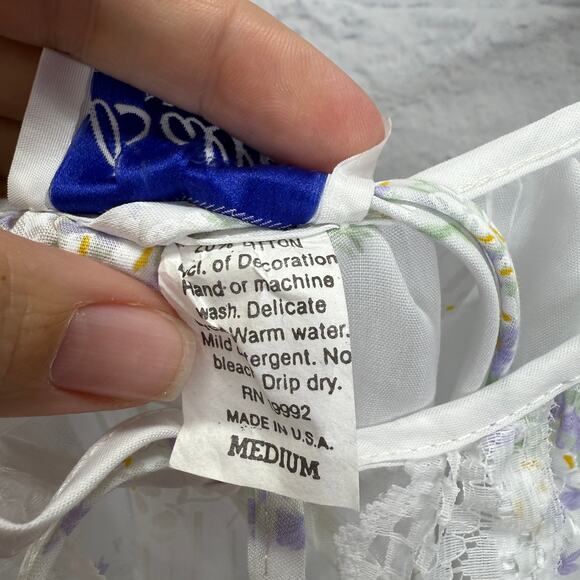 20% COTTON
Excl. of Decoration
Hand or machine
wash. Delicate
Warm water.
Mild Detergent. No
bleach Drip dry.
RN 19992
MADE IN U.S.A.
MEDIUM